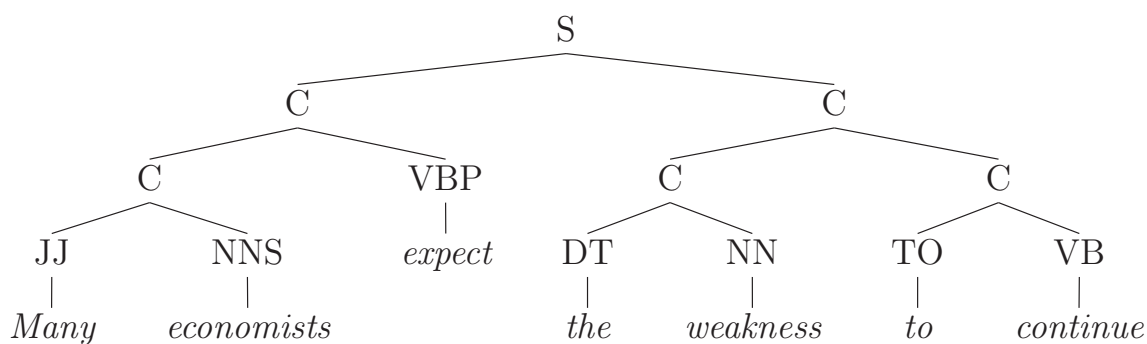 S
C C
C VBP C C
JJ NNS expect DT NN TO VB
Many economists the weakness to continue